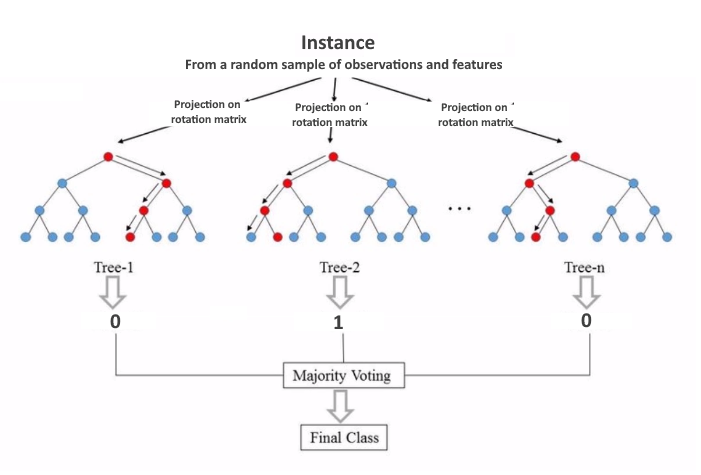 Instance
From a random sample of observations and features
Projection on
rotation matrix
Projection on
rotation matrix
Projection on
rotation matrix
...
Tree-1
Tree-2
Tree-n
0
1
0
Majority Voting
Final Class